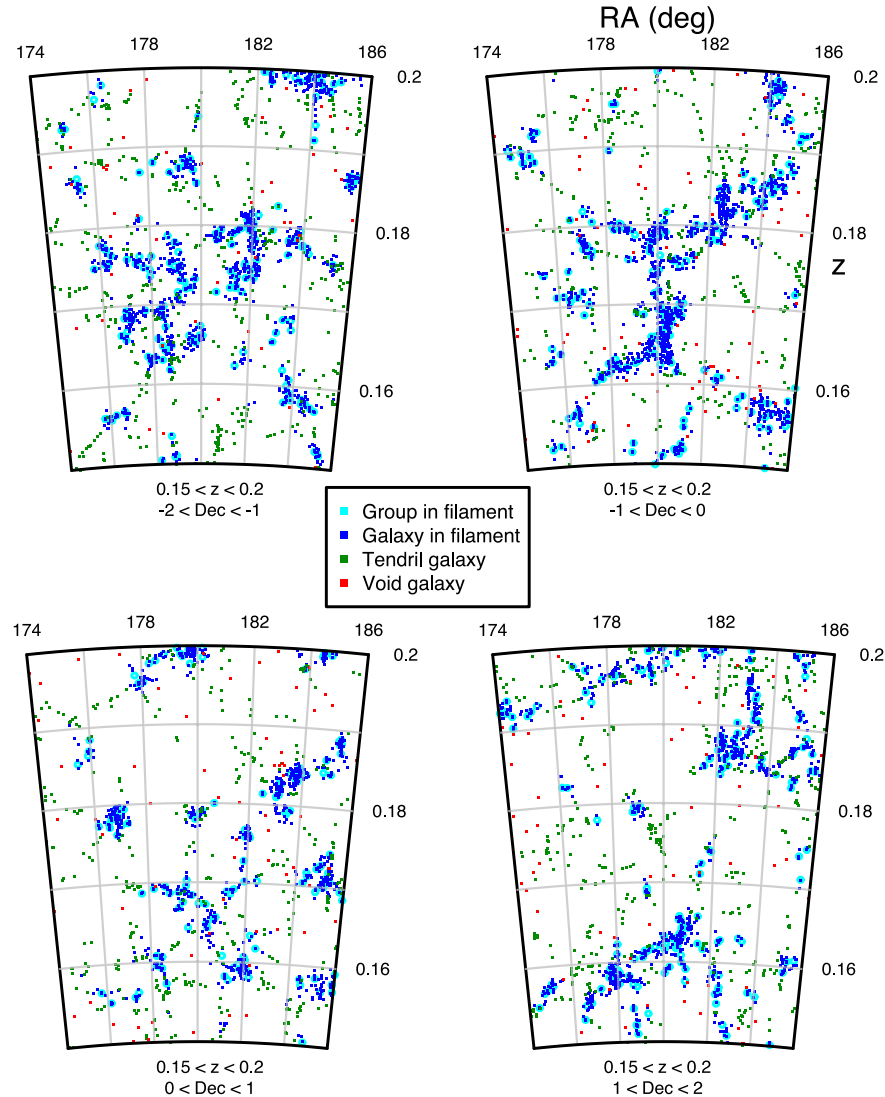 RA (deg)
174 178 182 186
174 178 182 186
0.2
0.2
0.18
0.18
z
0.16
0.16
0.15 < z < 0.2
-2 < Dec < -1
0.15 < z < 0.2
-1 < Dec < 0
Group in filament
Galaxy in filament
Tendril galaxy
Void galaxy
174 178 182 186
174 178 182 186
0.2
0.2
0.18
0.18
0.16
0.16
0.15 < z < 0.2
0 < Dec < 1
0.15 < z < 0.2
1 < Dec < 2